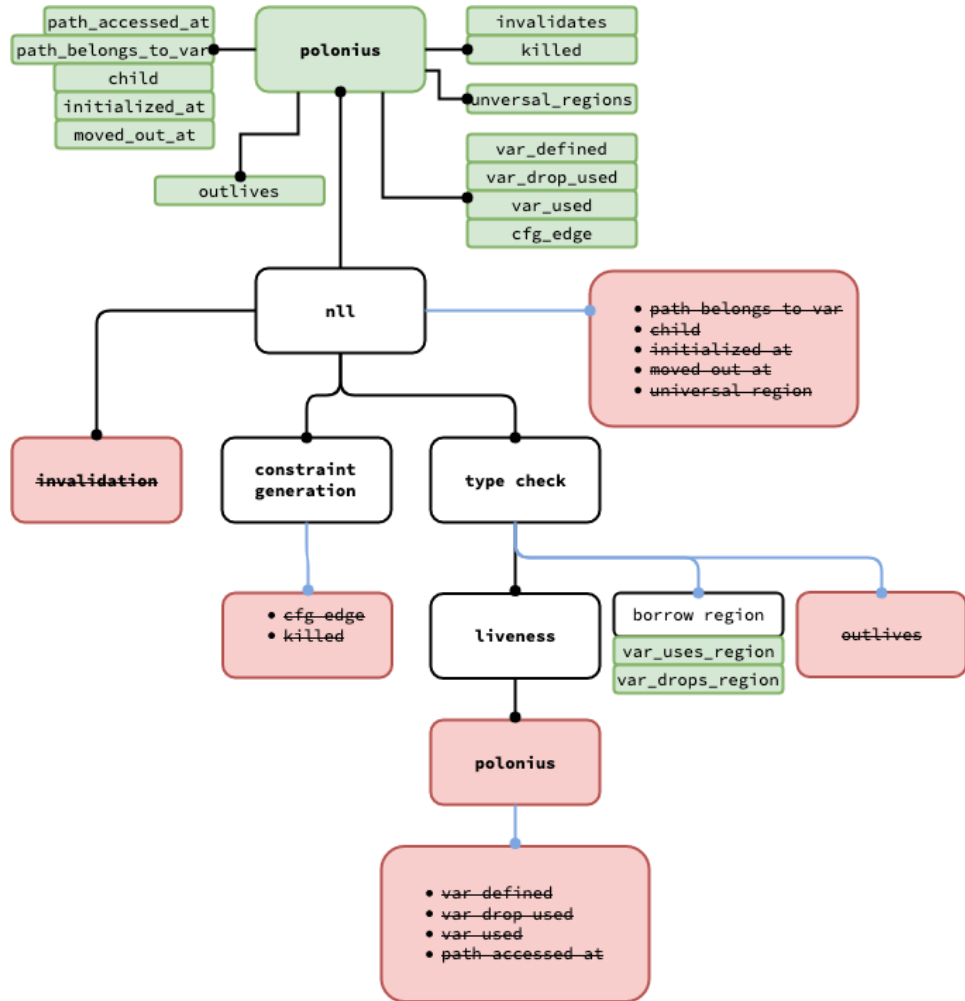 path_accessed_at
path_belongs_to_var
child
initialized_at
moved_out_at
polonius
invalidates
killed
unversal_regions
outlives
var_defined
var_drop_used
var_used
cfg_edge
nll
path belongs to var
child
initialized at
moved out at
universal region
invalidation
constraint
generation
type check
cfg edge
killed
liveness
borrow region
var_uses_region
var_drops_region
outlives
polonius
var defined
var drop used
var used
path accessed at